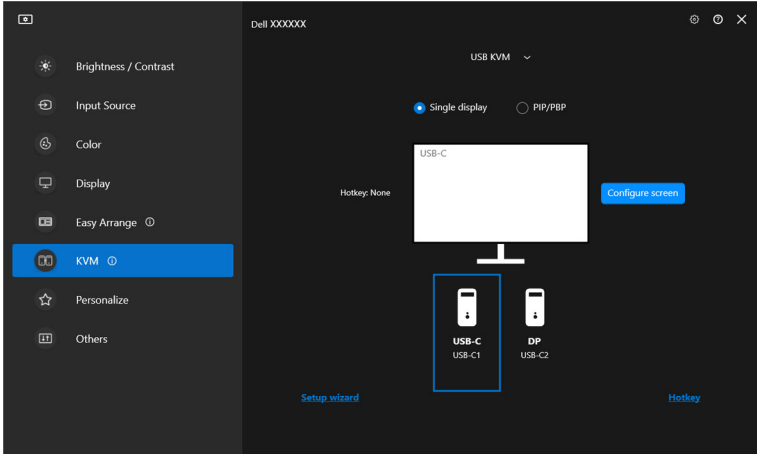 Dell XXXXXX
Brightness / Contrast
Input Source
Color
Display
Easy Arrange
KVM
Personalize
Others
USB KVM
Single display
PIP/PBP
USB-C
Hotkey: None
Configure screen
USB-C
USB-C1
DP
USB-C2
Setup wizard
Hotkey